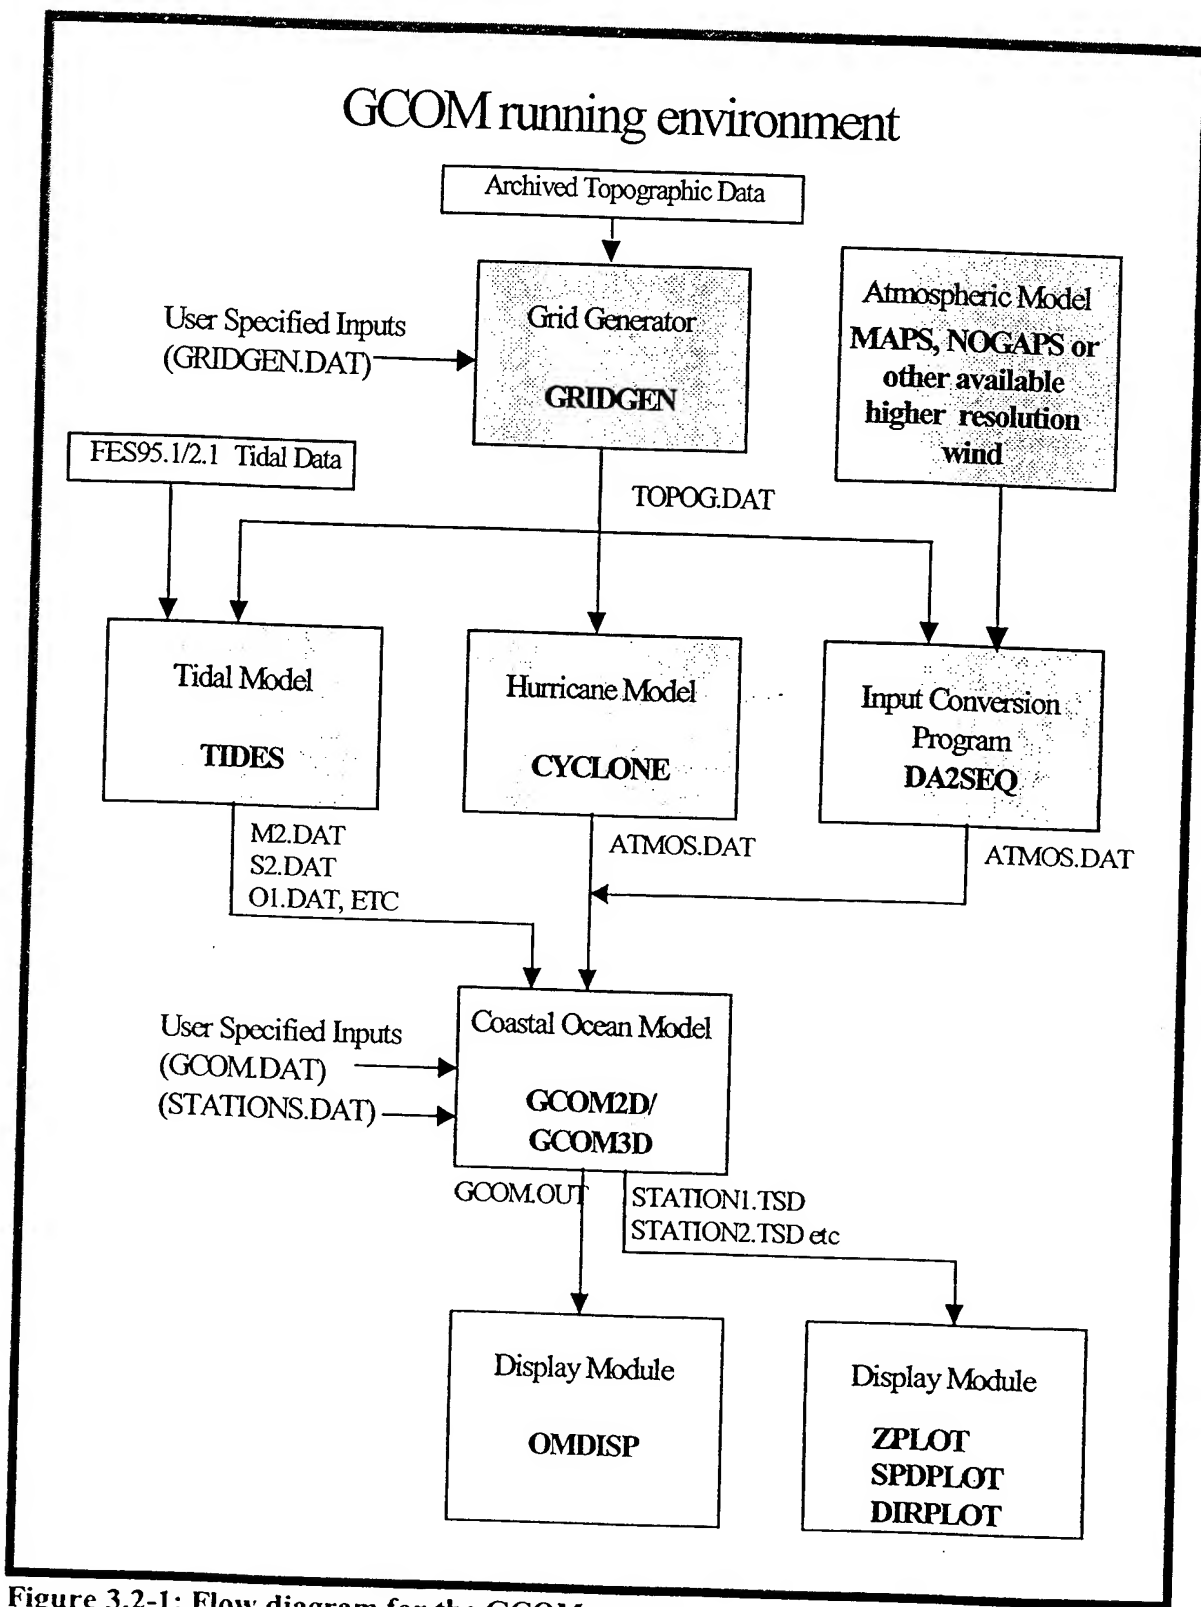 GCOM running environment
Archived Topographic Data
User Specified Inputs
(GRIDGEN.DAT)
Grid Generator
GRIDGEN
Atmospheric Model
MAPS, NOGAPS or
other available
higher resolution
wind
FES95.1/2.1 Tidal Data
TOPOG.DAT
Tidal Model
TIDES
Hurricane Model
CYCLONE
Input Conversion
Program
DA2SEQ
M2.DAT
S2.DAT
O1.DAT, ETC
ATMOS.DAT
ATMOS.DAT
User Specified Inputs
(GCOM.DAT)
(STATIONS.DAT)
Coastal Ocean Model
GCOM2D/
GCOM3D
GCOM.OUT
STATION1.TSD
STATION2.TSD etc
Display Module
OMDISP
Display Module
ZPLOT
SPDPLOT
DIRPLOT
Figure 3.2-1: Flow diagram for the GCOM